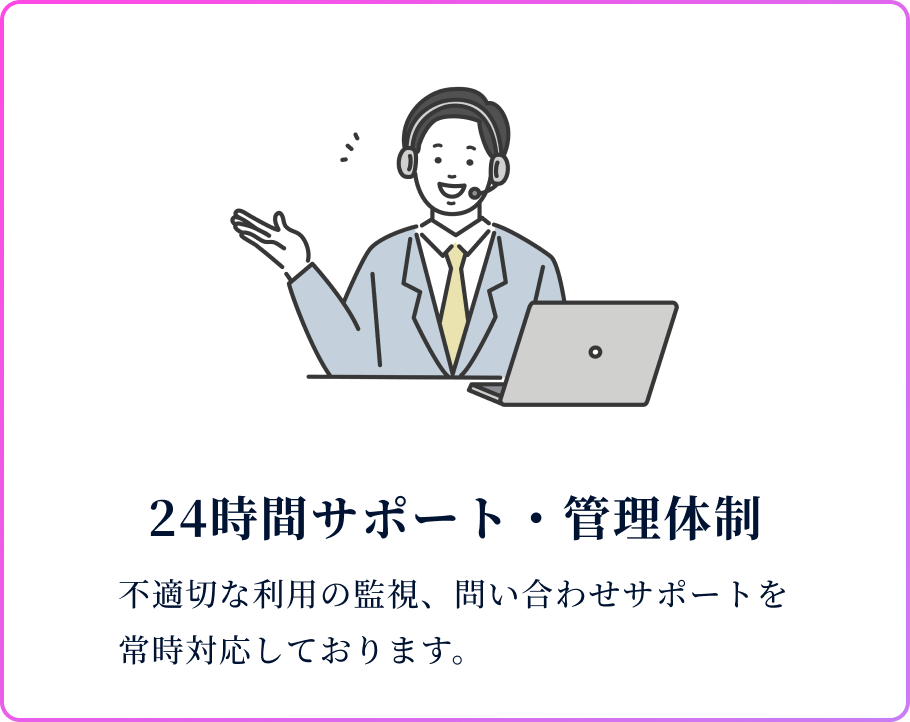 24時間サポート・管理体制
不適切な利用の監視、問い合わせサポートを
常時対応しております。